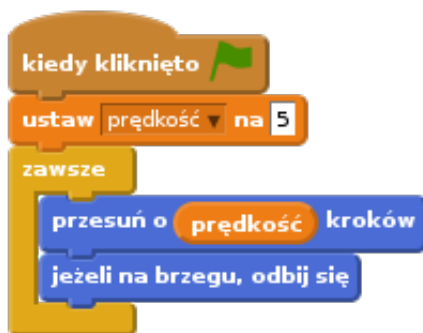 kiedy kliknięto
ustaw prędkość na 5
zawsze
przesuń o prędkość kroków
jeżeli na brzegu, odbij się